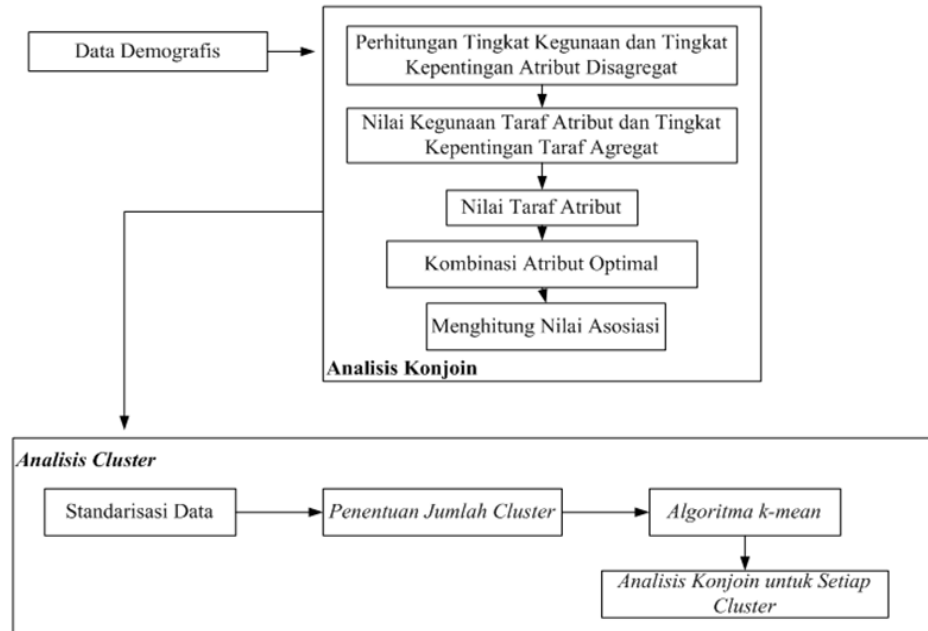 Data Demografis
Perhitungan Tingkat Kegunaan dan Tingkat
Kepentingan Atribut Disagregat
Nilai Kegunaan Taraf Atribut dan Tingkat
Kepentingan Taraf Agregat
Nilai Taraf Atribut
Kombinasi Atribut Optimal
Menghitung Nilai Asosiasi
Analisis Konjoin
Analisis Cluster
Standarisasi Data
Penentuan Jumlah Cluster
Algoritma k-mean
Analisis Konjoin untuk Setiap
Cluster